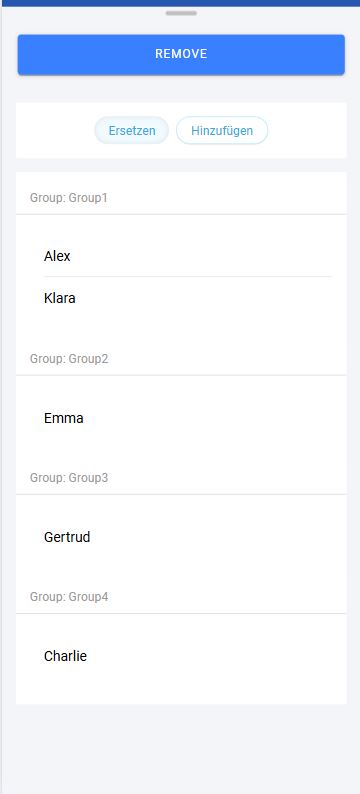 REMOVE
Ersetzen Hinzufügen
Group: Group1
Alex
Klara
Group: Group2
Emma
Group: Group3
Gertrud
Group: Group4
Charlie